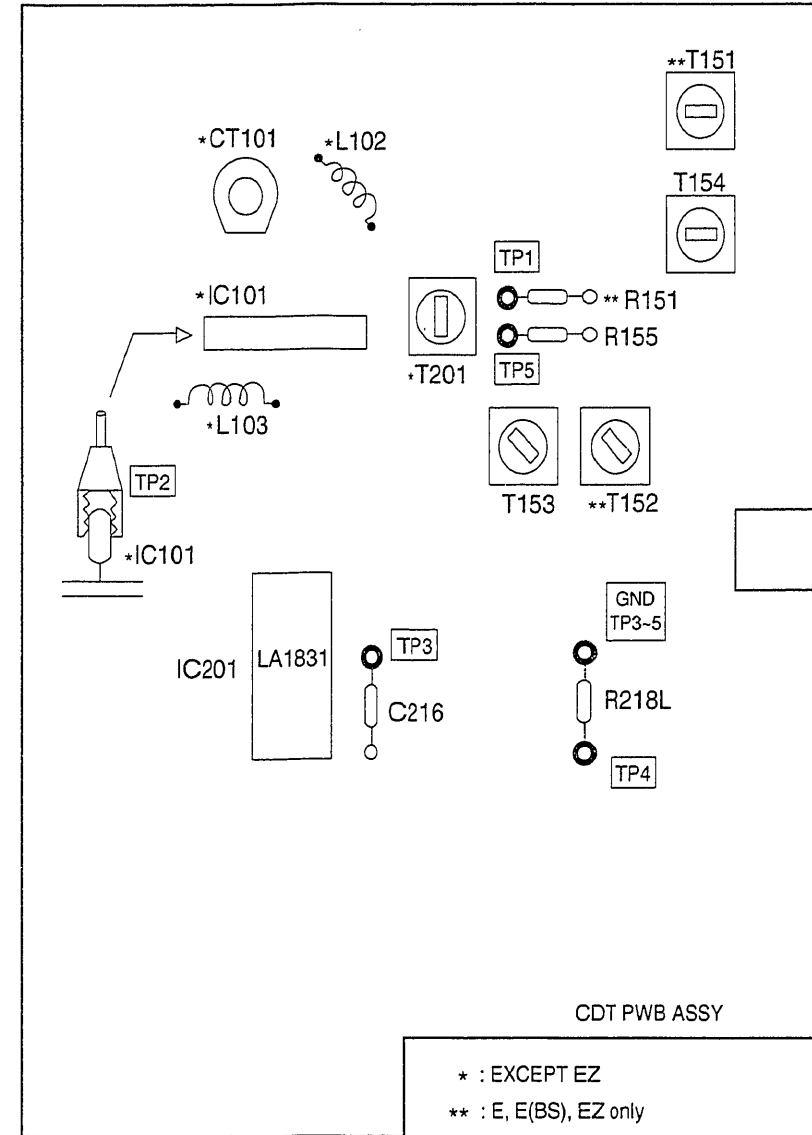 **T151
*CT101
*L102
T154
TP1
*IC101
** R151
R155
*T201
TP5
*L103
TP2
T153
**T152
*IC101
GND
TP3~5
IC201
LA1831
TP3
C216
R218L
TP4
CDT PWB ASSY
* : EXCEPT EZ
** : E, E(BS), EZ only